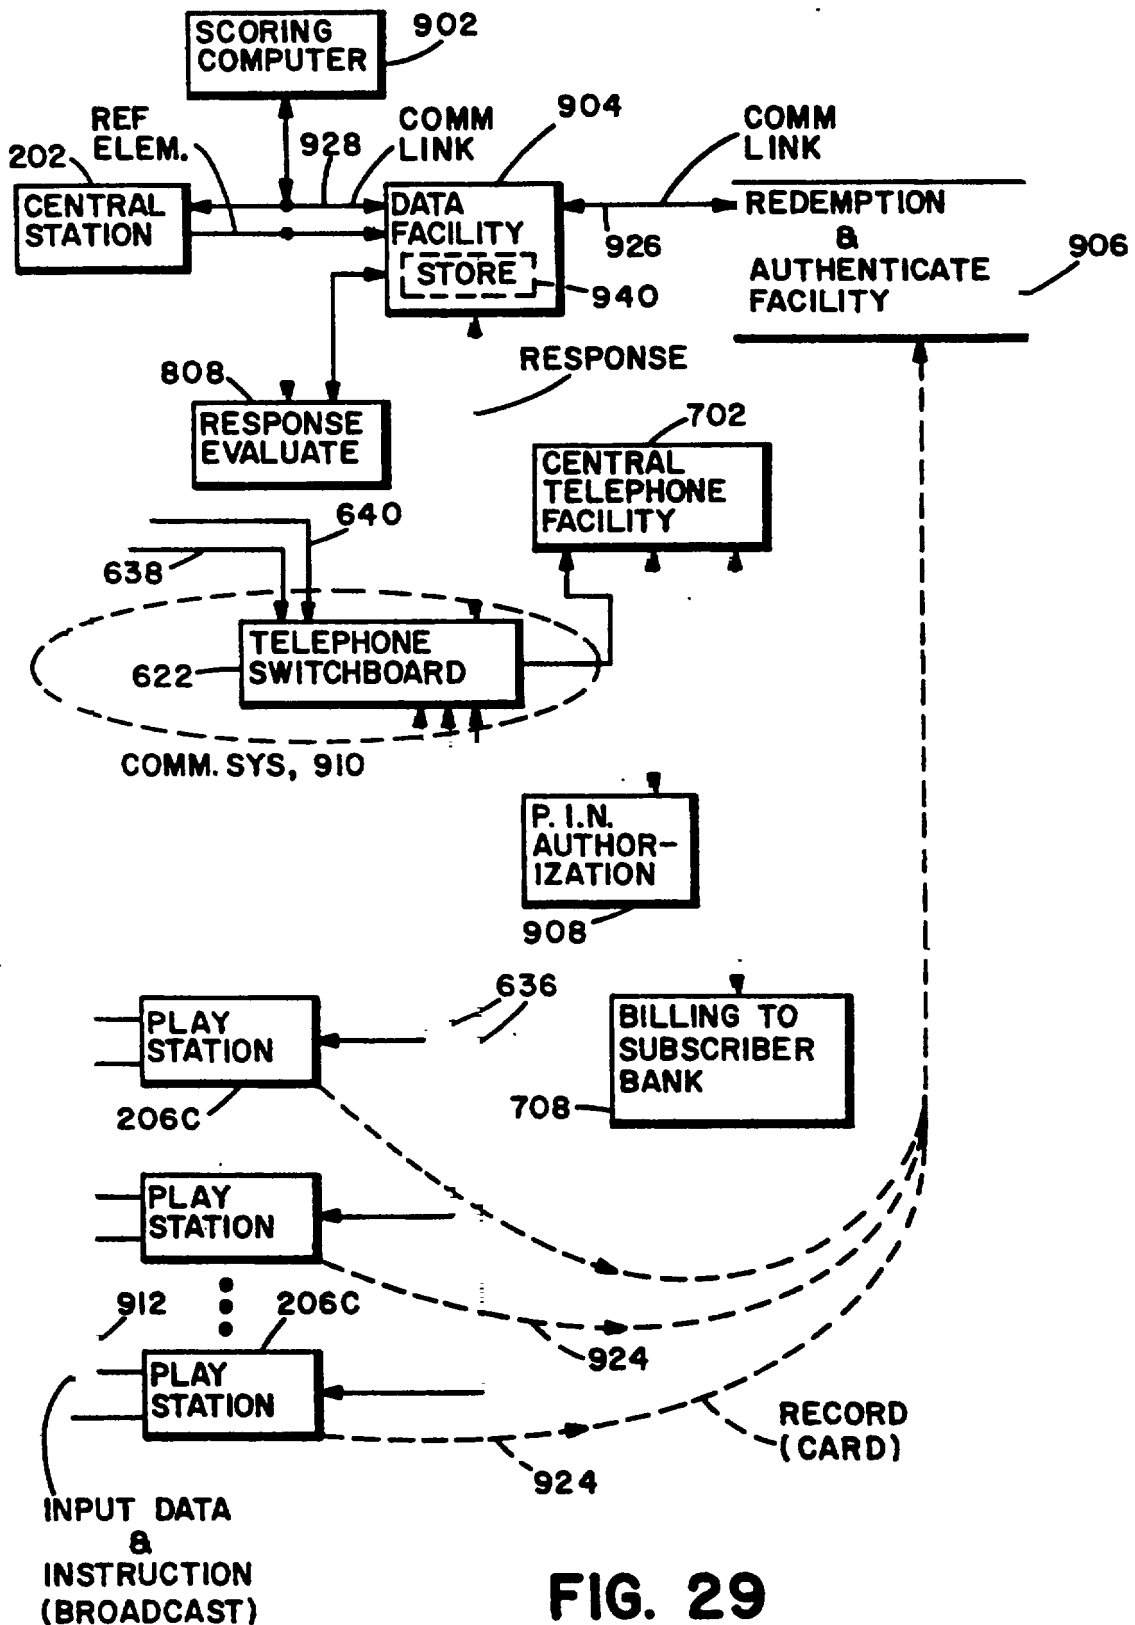 SCORING
COMPUTER
902
REF
ELEM.
202
928
COMM
LINK
904
COMM
LINK
CENTRAL
STATION
DATA
FACILITY
STORE
940
926
REDEMPTION
&
AUTHENTICATE
FACILITY
906
808
RESPONSE
RESPONSE
EVALUATE
702
CENTRAL
TELEPHONE
FACILITY
640
638
TELEPHONE
SWITCHBOARD
622
COMM. SYS, 910
P. I.N.
AUTHOR-
IZATION
908
636
PLAY
STATION
206C
BILLING TO
SUBSCRIBER
BANK
708
PLAY
STATION
912
206C
924
PLAY
STATION
924
RECORD
(CARD)
INPUT DATA
&
INSTRUCTION
(BROADCAST)
FIG. 29